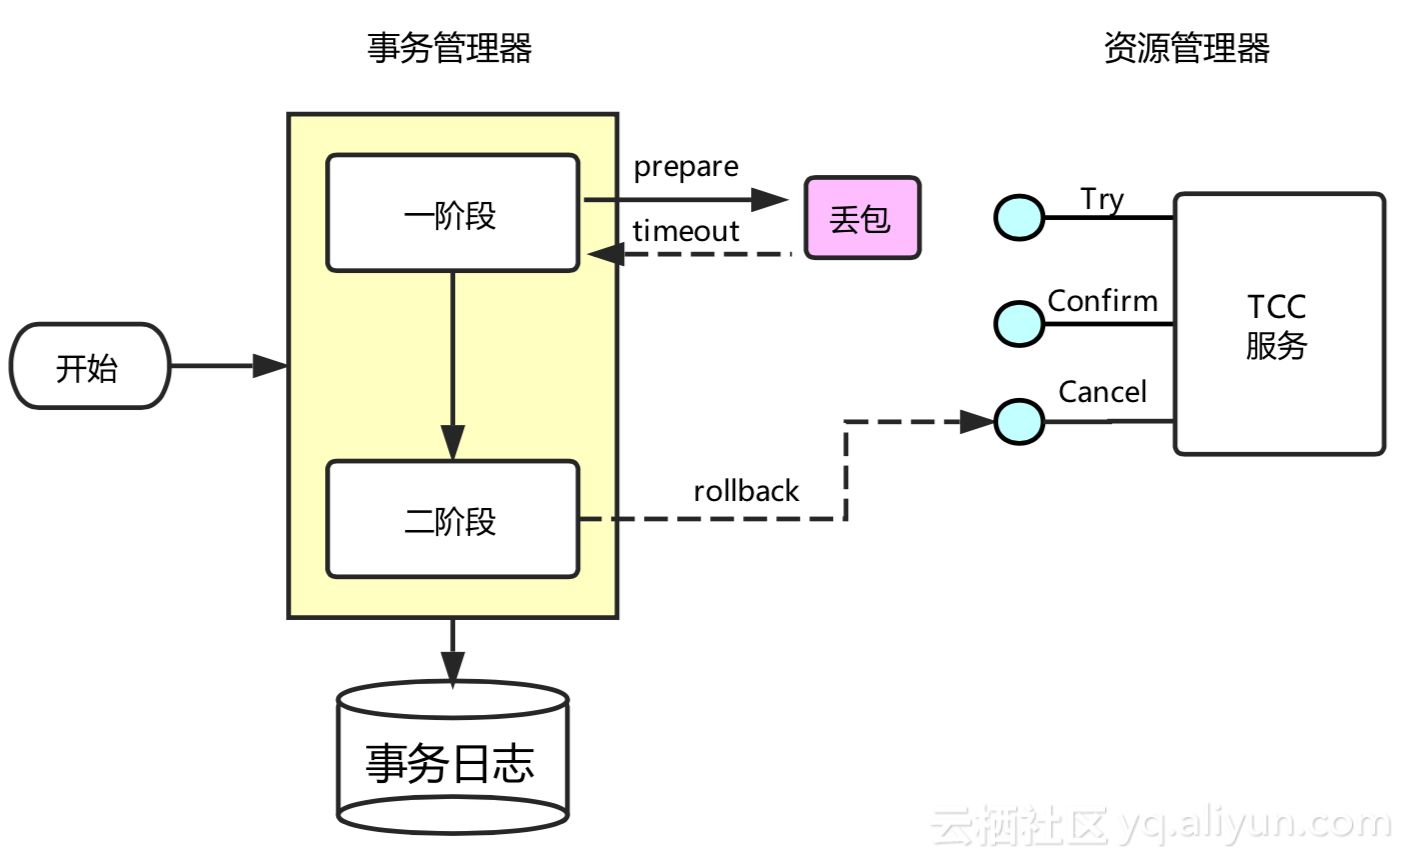 事务管理器
资源管理器
prepare
一阶段
timeout
丢包
Try
Confirm
TCC
服务
开始
Cancel
rollback
二阶段
事务日志
云栖社区 yq.aliyun.com